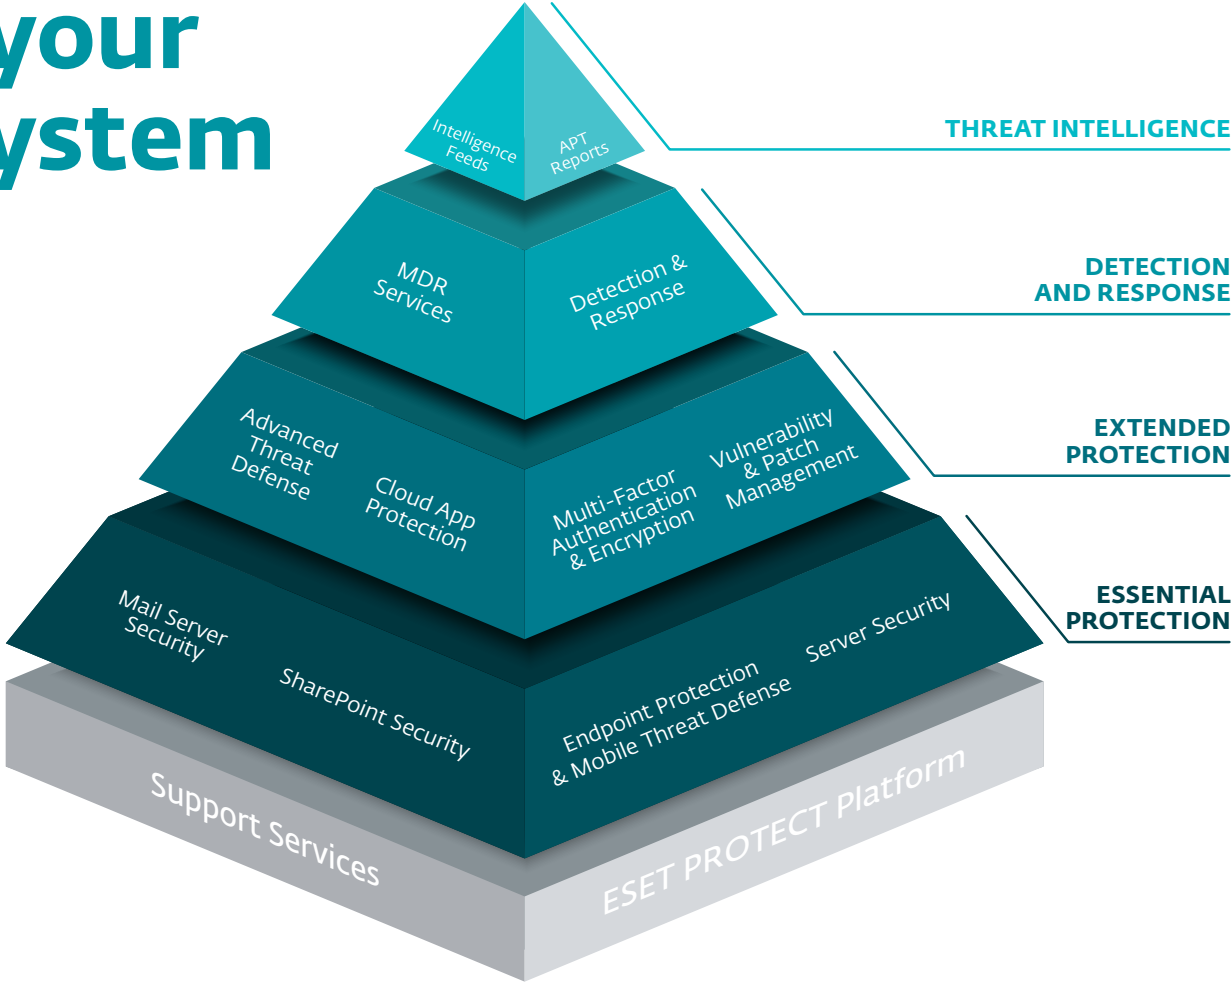 your
ystem
Intelligence
Feeds
APT
Reports
THREAT INTELLIGENCE
MDR
Services
Detection &
Response
DETECTION
AND RESPONSE
Advanced
Threat
Defense
Cloud App
Protection
Multi-Factor
Authentication
& Encryption
Vulnerability
& Patch
Management
EXTENDED
PROTECTION
Mail Server
Security
SharePoint Security
Endpoint Protection
& Mobile Threat Defense
Server Security
ESSENTIAL
PROTECTION
Support Services
ESET PROTECT Platform